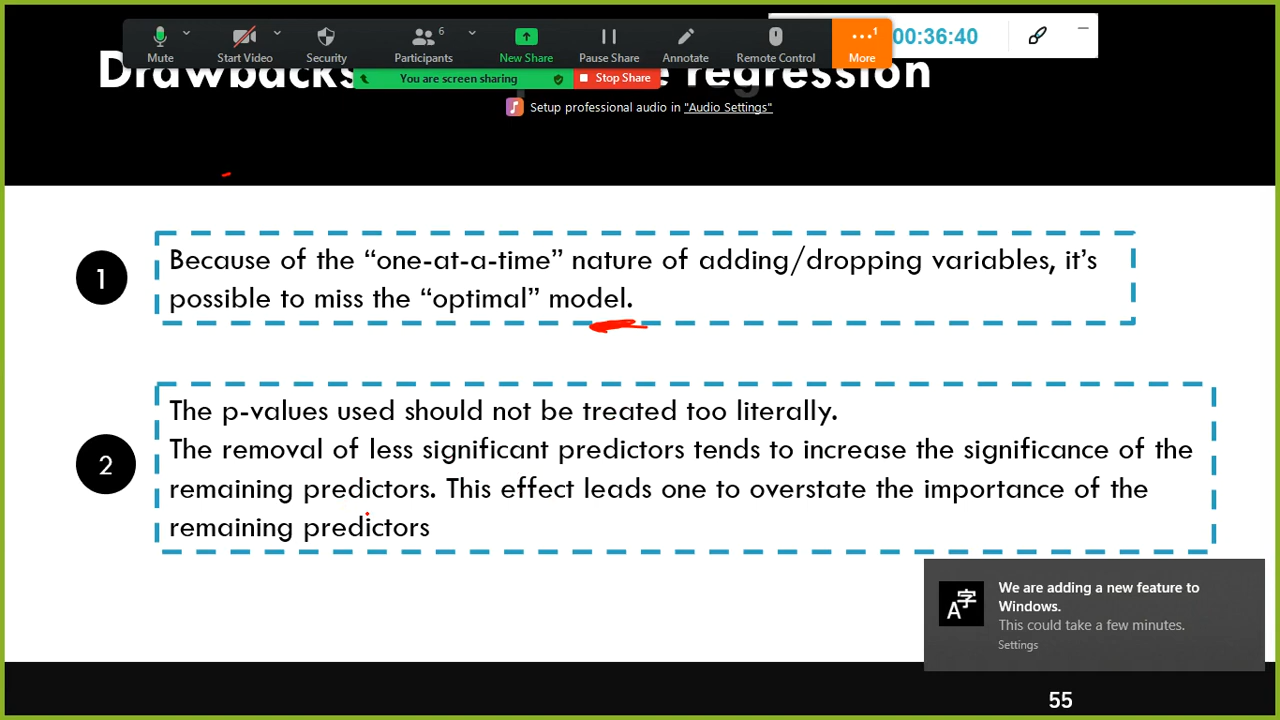 6
1
00:36:40
Mute
Start Video
Security
Participants
New Share
Pause Share
Annotate
Remote Control
More
Drawbacks regression
You are screen sharing
Stop Share
Setup professional audio in "Audio Settings"
1
Because of the “one-at-a-time” nature of adding/dropping variables, it’s
possible to miss the “optimal” model.
2
The p-values used should not be treated too literally.
The removal of less significant predictors tends to increase the significance of the
remaining predictors. This effect leads one to overstate the importance of the
remaining predictors
A字
We are adding a new feature to
Windows.
This could take a few minutes.
Settings
55